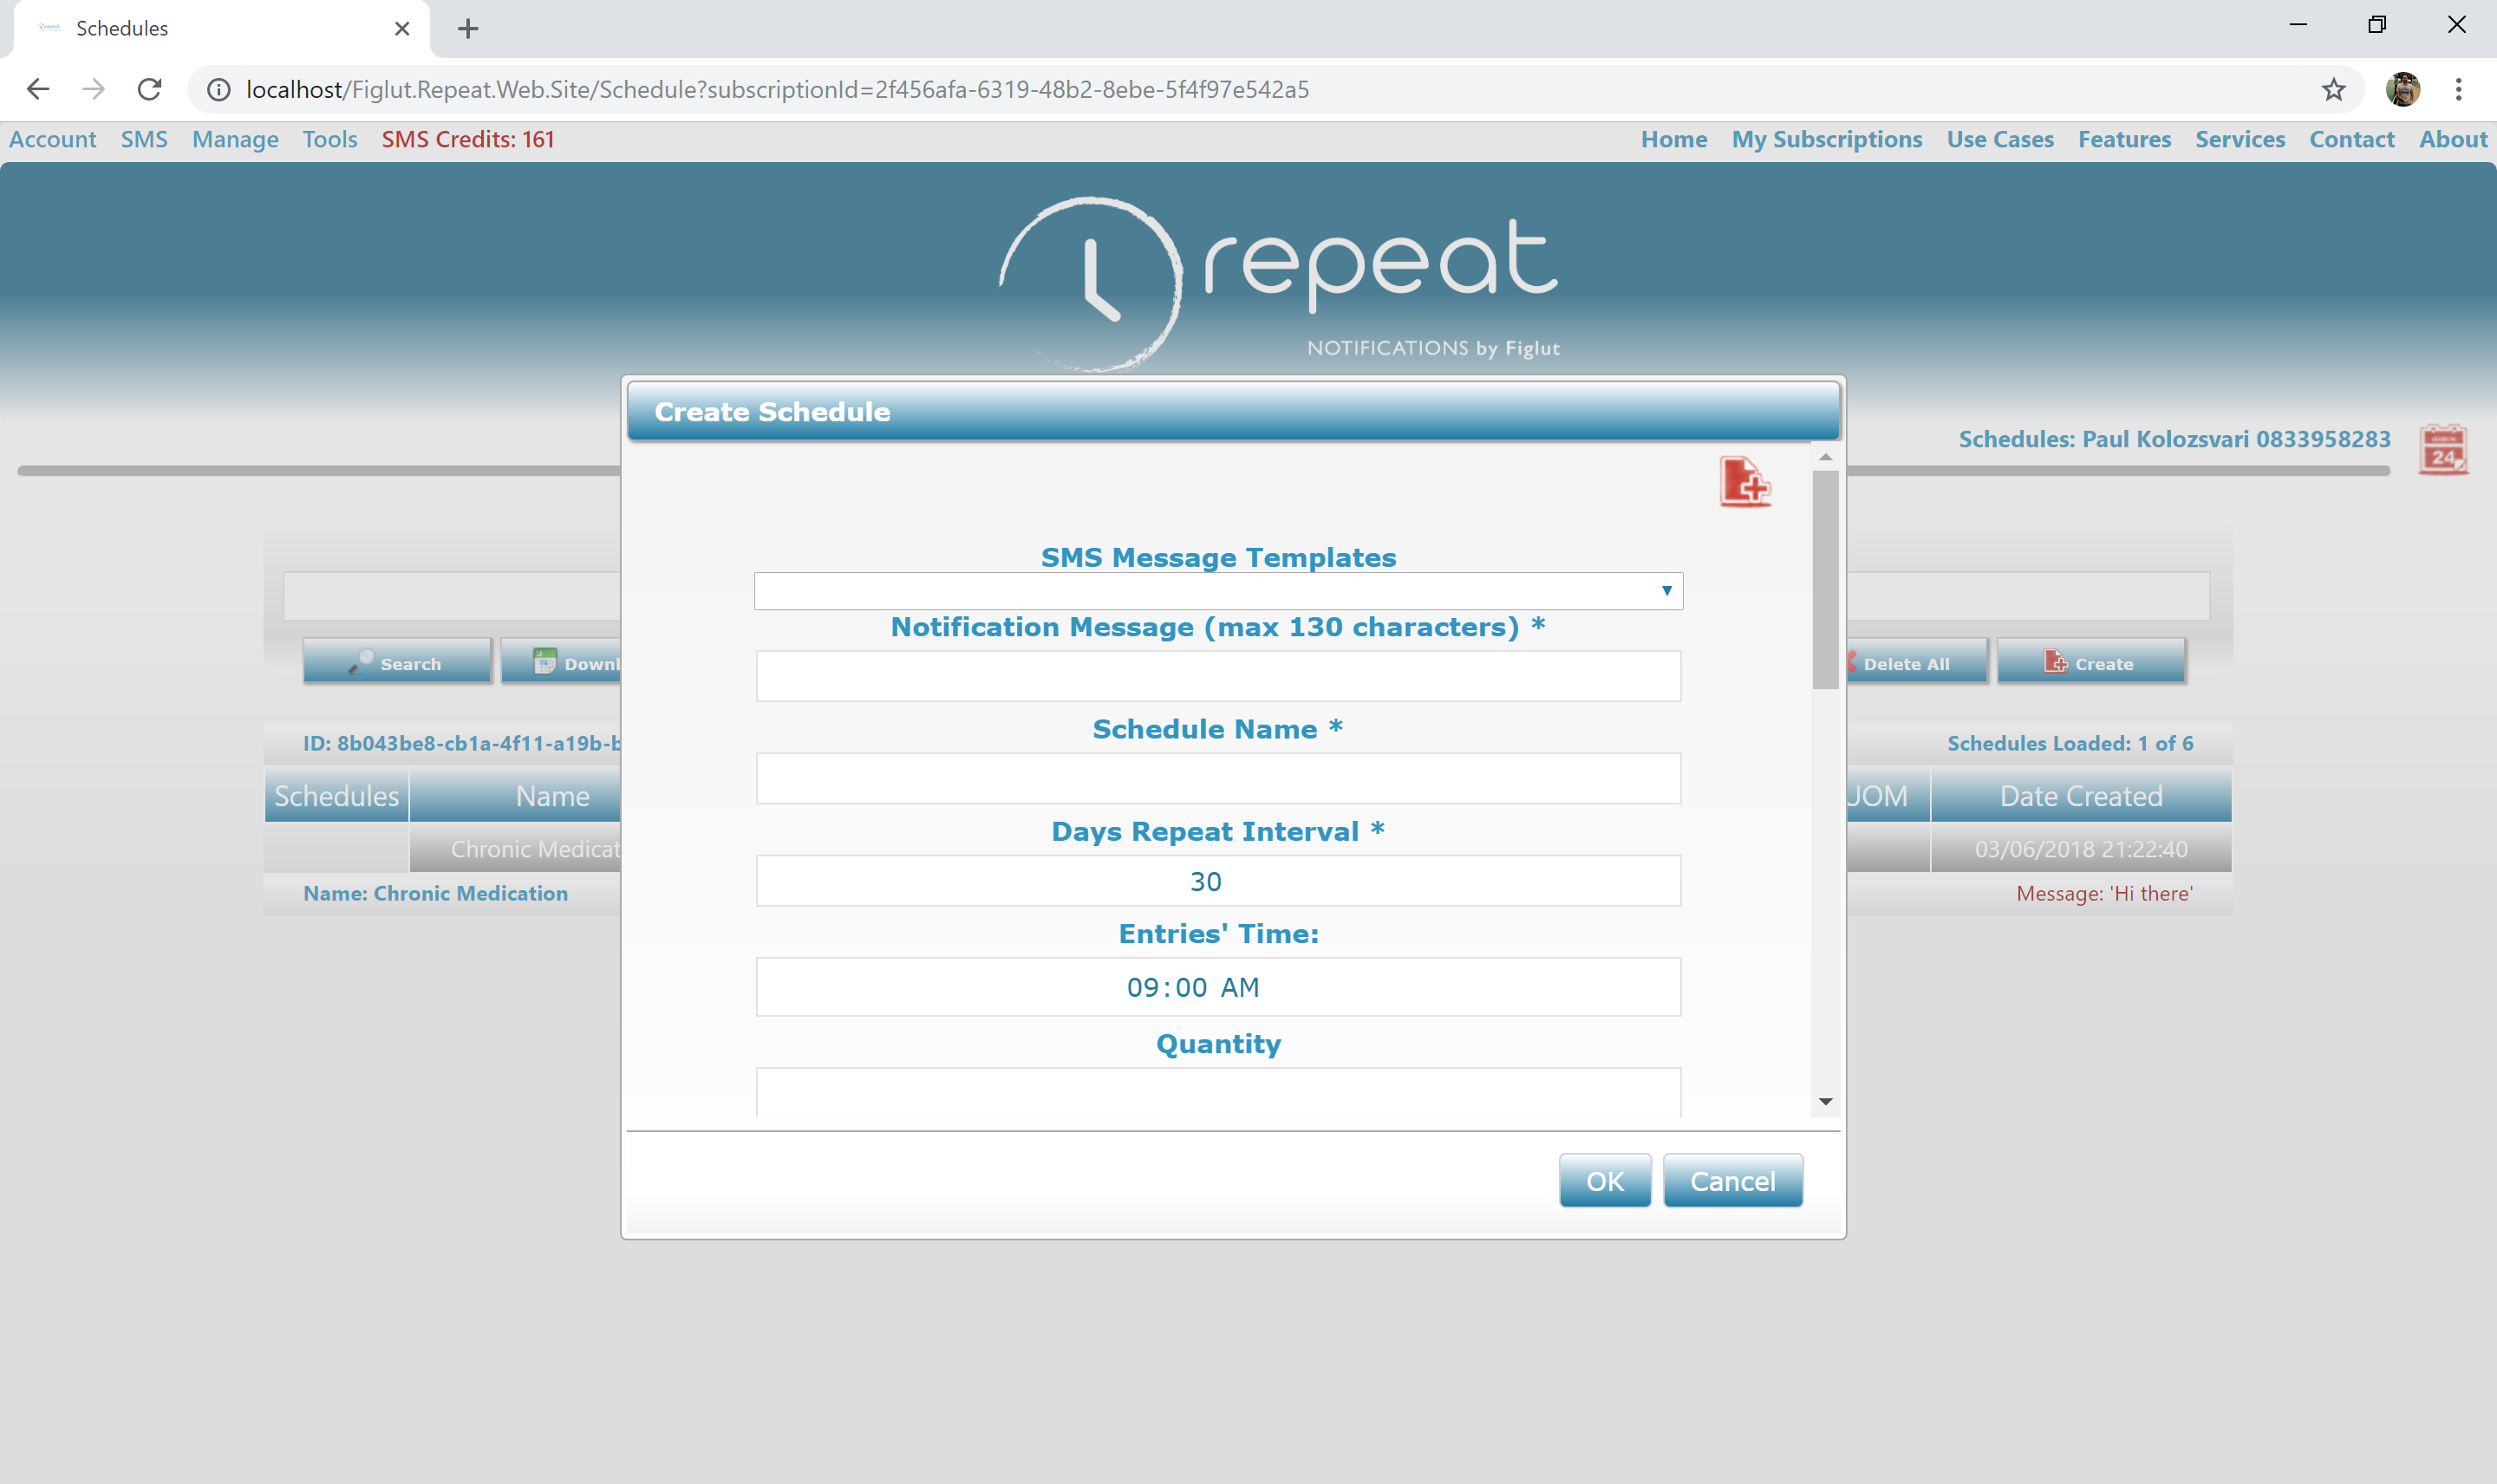 Schedules
localhost/Figlut.Repeat.Web.Site/Schedule?subscriptionId=2f456afa-6319-48b2-8ebe-5f4f97e542a5
Account SMS Manage Tools SMS Credits: 161 Home My Subscriptions Use Cases Features Services Contact About
repeat
NOTIFICATIONS by Figlut
Create Schedule
Schedules: Paul Kolozsvari 0833958283
24
SMS Message Templates
Notification Message (max 130 characters) *
Search Downl Delete All Create
Schedule Name *
ID: 8b043be8-cb1a-4f11-a19b-b Schedules Loaded: 1 of 6
Schedules Name UOM Date Created
Days Repeat Interval *
Chronic Medicat 03/06/2018 21:22:40
30
Name: Chronic Medication Message: 'Hi there'
Entries' Time:
09:00 AM
Quantity
OK Cancel